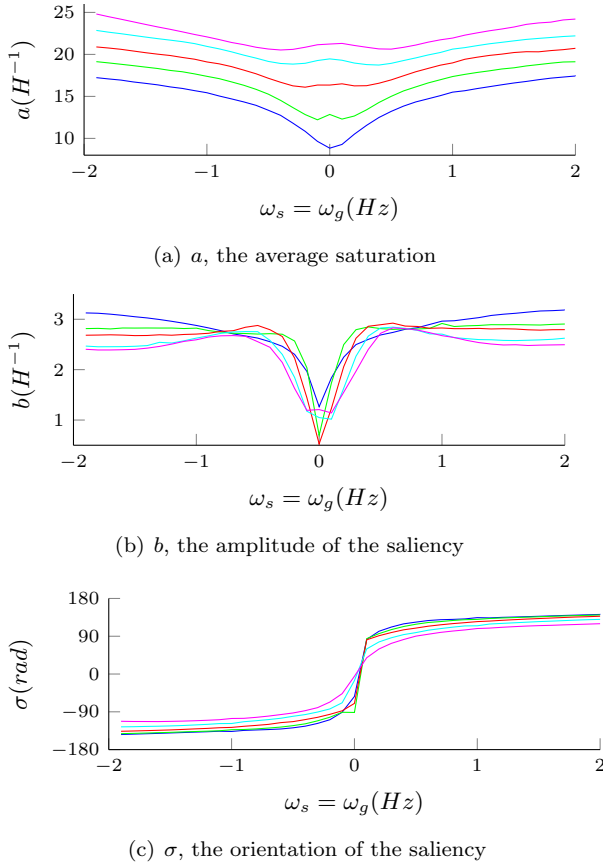 25
20
15
10
a(H⁻¹)
−2 −1 0 1 2
ω_s = ω_g(Hz)
(a) a, the average saturation
3
2
1
b(H⁻¹)
−2 −1 0 1 2
ω_s = ω_g(Hz)
(b) b, the amplitude of the saliency
180
90
0
−90
−180
σ(rad)
−2 −1 0 1 2
ω_s = ω_g(Hz)
(c) σ, the orientation of the saliency